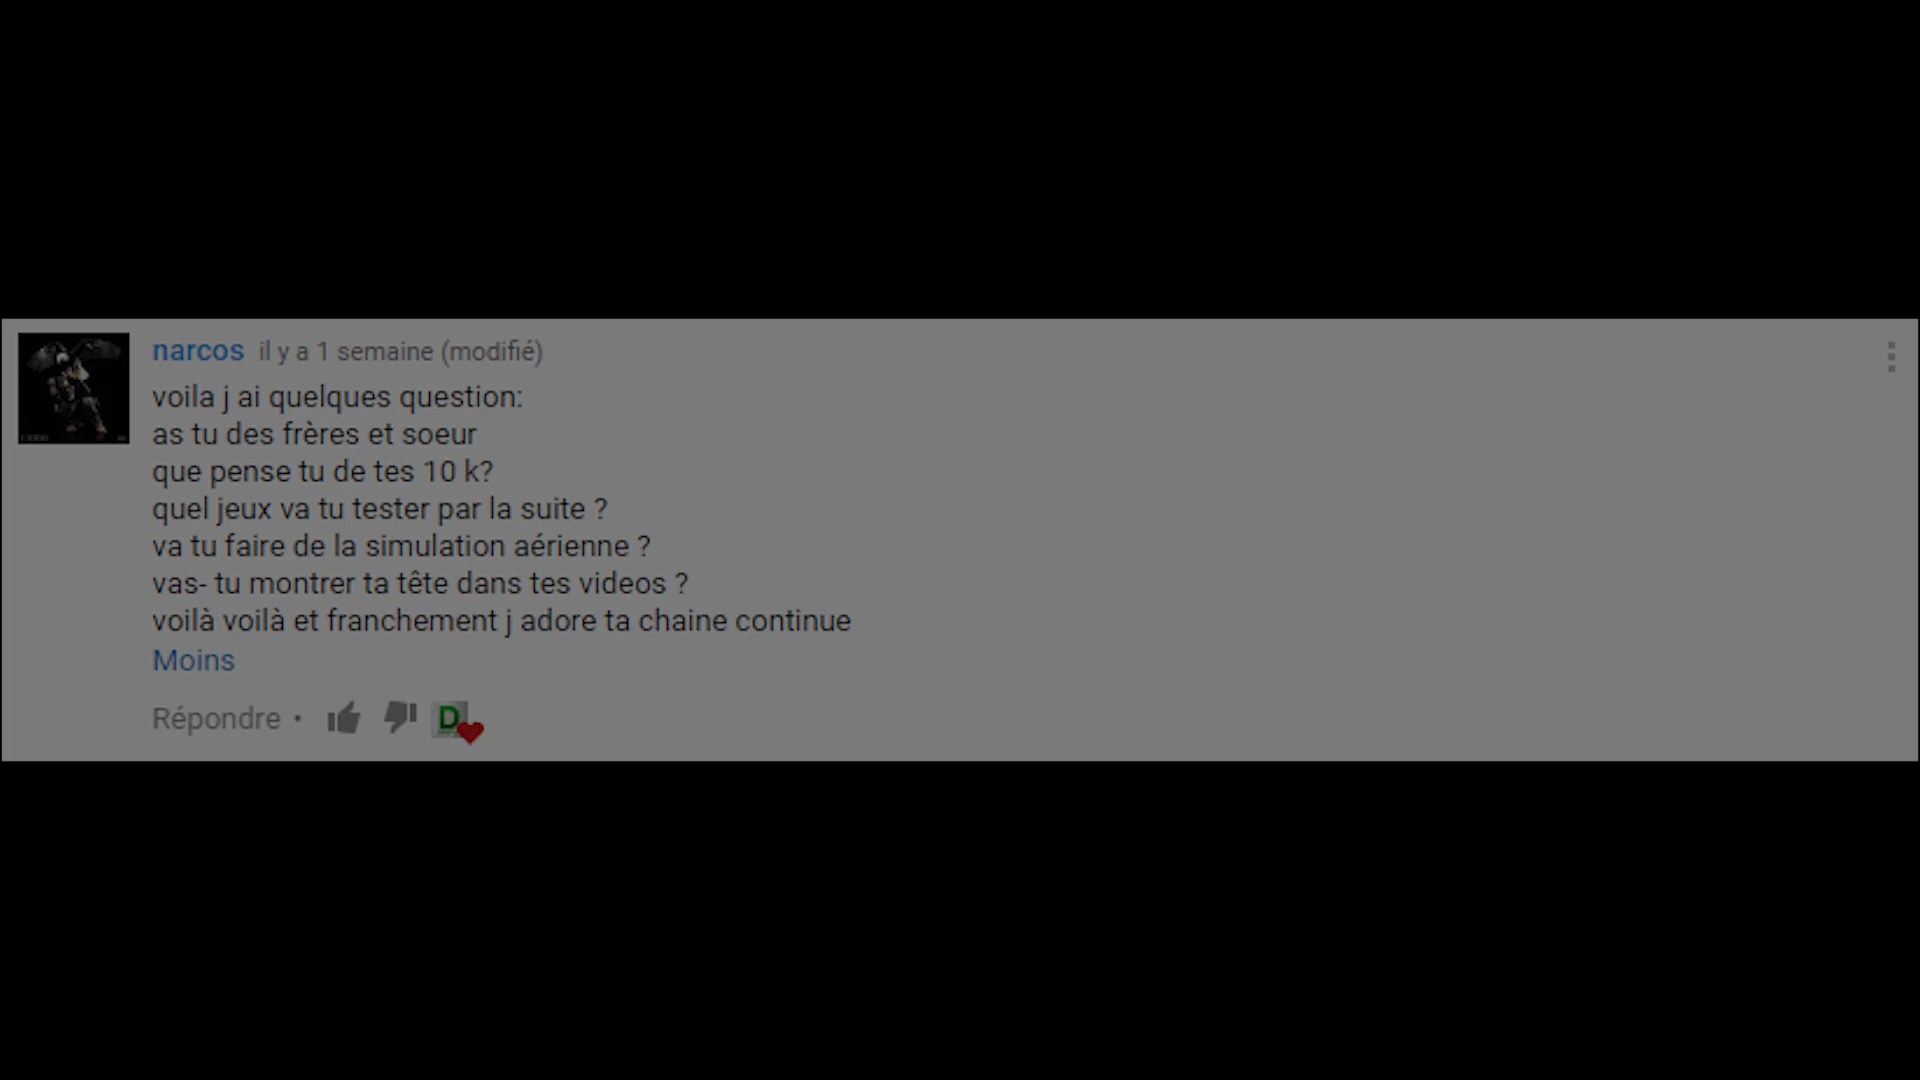 narcos il y a 1 semaine (modifié)
voila j ai quelques question:
as tu des frères et soeur
que pense tu de tes 10 k?
quel jeux va tu tester par la suite ?
va tu faire de la simulation aérienne ?
vas- tu montrer ta tête dans tes videos ?
voilà voilà et franchement j adore ta chaine continue
Moins
Répondre •
D